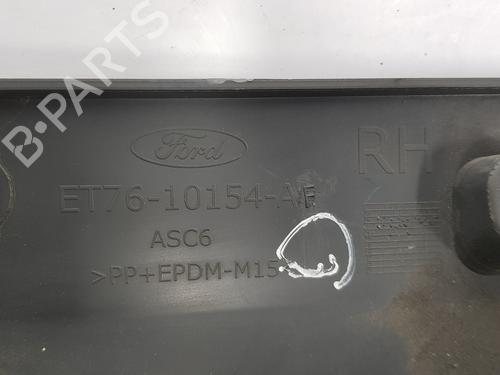 Ford
RH
ET76-10154-AF
ASC6
>PP+EPDM-M15
B-PARTS